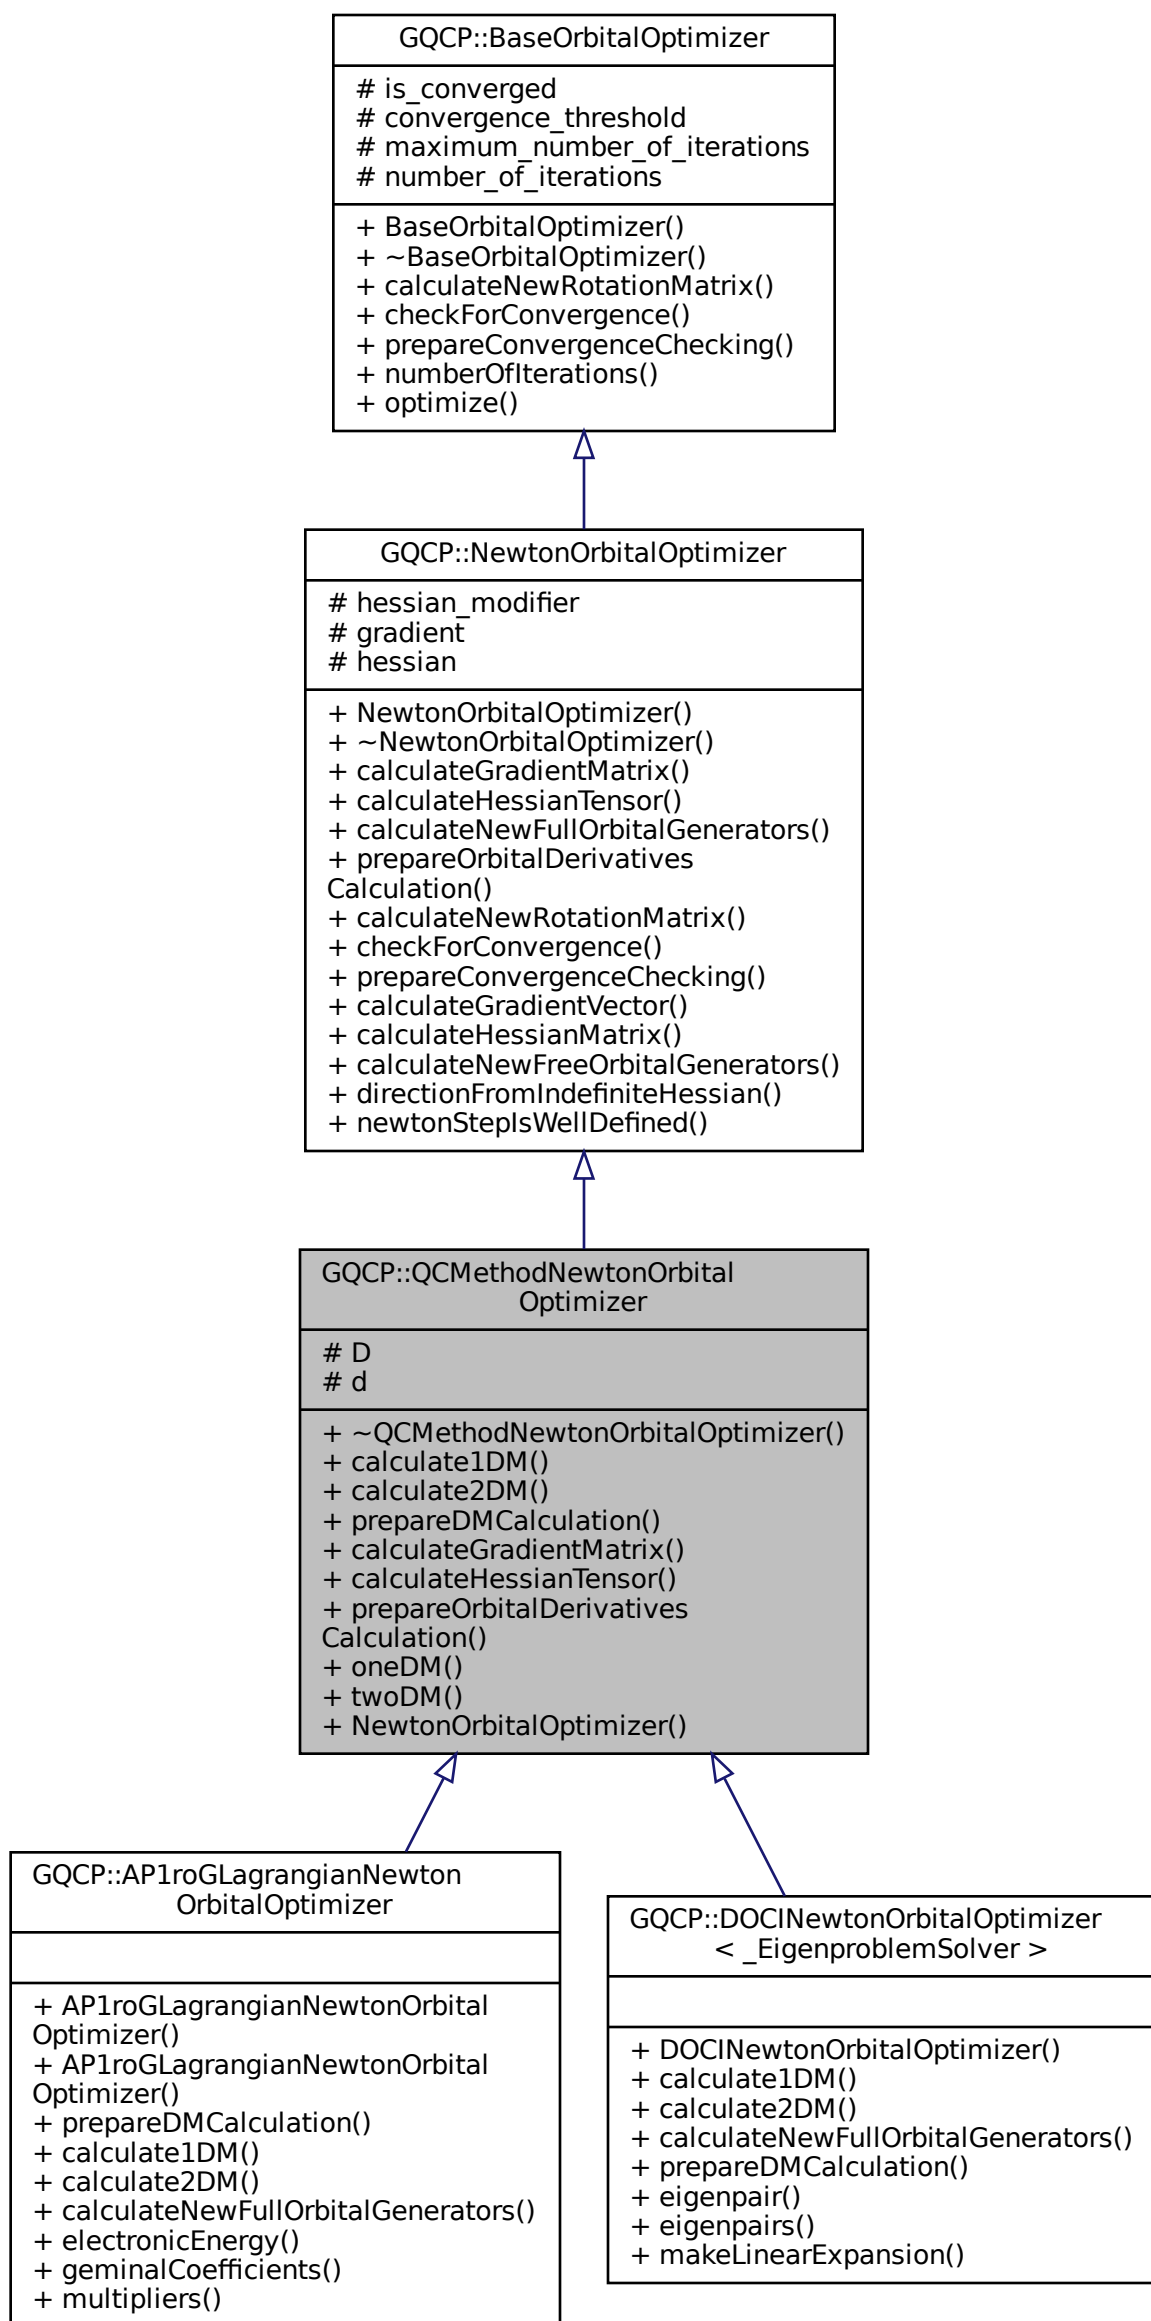 GQCP::BaseOrbitalOptimizer
# is_converged
# convergence_threshold
# maximum_number_of_iterations
# number_of_iterations
+ BaseOrbitalOptimizer()
+ ~BaseOrbitalOptimizer()
+ calculateNewRotationMatrix()
+ checkForConvergence()
+ prepareConvergenceChecking()
+ numberOfIterations()
+ optimize()
GQCP::NewtonOrbitalOptimizer
# hessian_modifier
# gradient
# hessian
+ NewtonOrbitalOptimizer()
+ ~NewtonOrbitalOptimizer()
+ calculateGradientMatrix()
+ calculateHessianTensor()
+ calculateNewFullOrbitalGenerators()
+ prepareOrbitalDerivatives
Calculation()
+ calculateNewRotationMatrix()
+ checkForConvergence()
+ prepareConvergenceChecking()
+ calculateGradientVector()
+ calculateHessianMatrix()
+ calculateNewFreeOrbitalGenerators()
+ directionFromIndefiniteHessian()
+ newtonStepIsWellDefined()
GQCP::QCMethodNewtonOrbital
Optimizer
# D
# d
+ ~QCMethodNewtonOrbitalOptimizer()
+ calculate1DM()
+ calculate2DM()
+ prepareDMCalculation()
+ calculateGradientMatrix()
+ calculateHessianTensor()
+ prepareOrbitalDerivatives
Calculation()
+ oneDM()
+ twoDM()
+ NewtonOrbitalOptimizer()
GQCP::AP1roGLagrangianNewton
OrbitalOptimizer
+ AP1roGLagrangianNewtonOrbital
Optimizer()
+ AP1roGLagrangianNewtonOrbital
Optimizer()
+ prepareDMCalculation()
+ calculate1DM()
+ calculate2DM()
+ calculateNewFullOrbitalGenerators()
+ electronicEnergy()
+ geminalCoefficients()
+ multipliers()
GQCP::DOCINewtonOrbitalOptimizer
< _EigenproblemSolver >
+ DOCINewtonOrbitalOptimizer()
+ calculate1DM()
+ calculate2DM()
+ calculateNewFullOrbitalGenerators()
+ prepareDMCalculation()
+ eigenpair()
+ eigenpairs()
+ makeLinearExpansion()